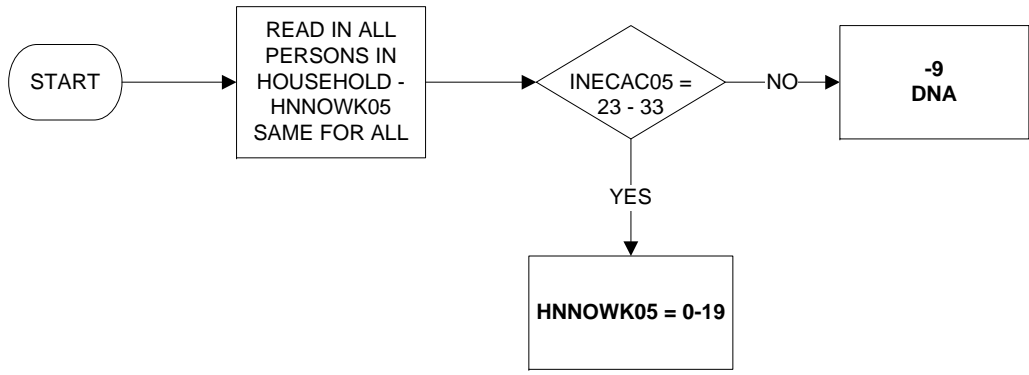 START
READ IN ALL
PERSONS IN
HOUSEHOLD -
HNNOWK05
SAME FOR ALL
INECAC05 =
23 - 33
NO
-9
DNA
YES
HNNOWK05 = 0-19